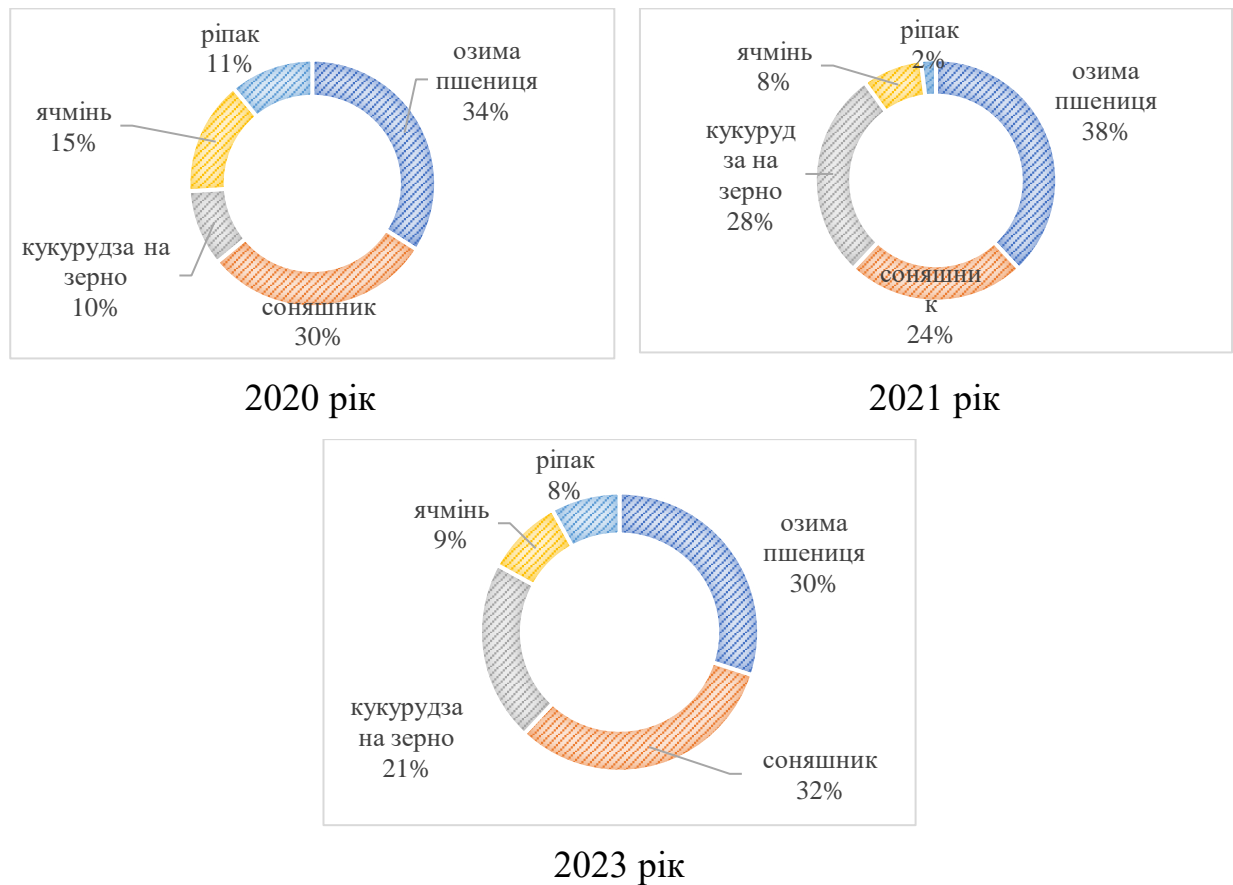 ріпак
11%
озима
пшениця
34%
ячмінь
15%
кукурудза на
зерно
10%
соняшник
30%
2020 рік
ріпак
2%
ячмінь
8%
озима
пшениця
38%
кукуруд
за на
зерно
28%
соняшни
к
24%
2021 рік
ріпак
8%
ячмінь
9%
озима
пшениця
30%
кукурудза
на зерно
21%
соняшник
32%
2023 рік